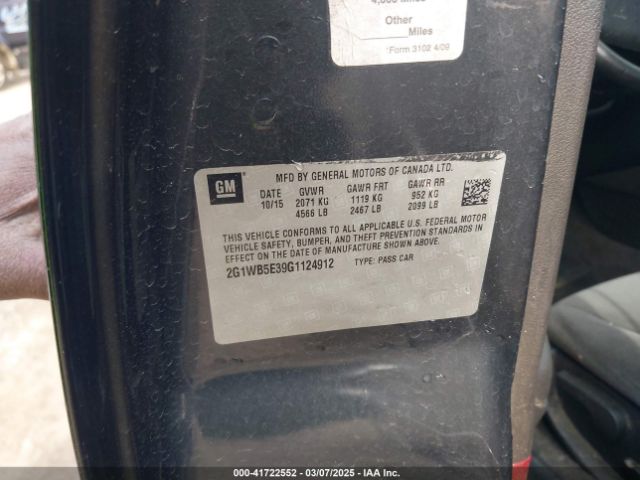 4,000 Miles
Other
______Miles
*Form 3102 4/09
MFD BY GENERAL MOTORS OF CANADA LTD.
GM
DATE GVWR GAWR FRT GAWR RR
10/15 2071 KG 1119 KG 952 KG
4566 LB 2467 LB 2099 LB
THIS VEHICLE CONFORMS TO ALL APPLICABLE U.S. FEDERAL MOTOR
VEHICLE SAFETY, BUMPER, AND THEFT PREVENTION STANDARDS IN
EFFECT ON THE DATE OF MANUFACTURE SHOWN ABOVE.
2G1WB5E39G1124912 TYPE: PASS CAR
000-41722552 - 03/07/2025 - IAA Inc.